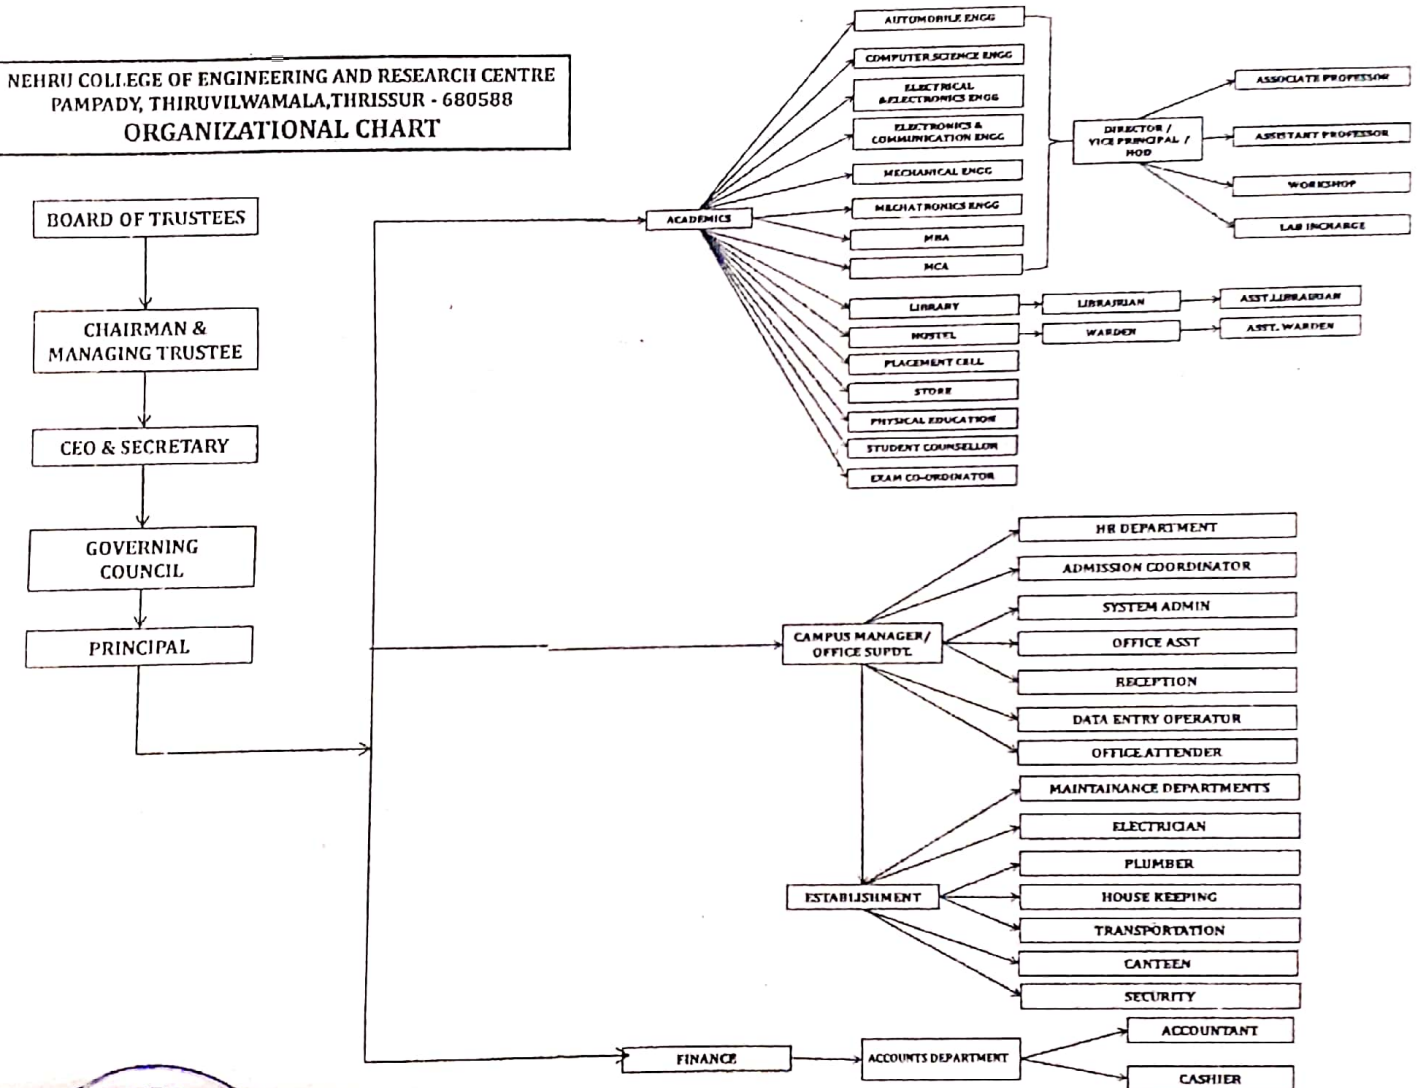 NEHRU COLLEGE OF ENGINEERING AND RESEARCH CENTRE
PAMPADY, THIRUVILWAMALA,THRISSUR - 680588
ORGANIZATIONAL CHART
BOARD OF TRUSTEES
CHAIRMAN &
MANAGING TRUSTEE
CEO & SECRETARY
GOVERNING
COUNCIL
PRINCIPAL
ACADEMICS
AUTOMOBILE ENGG
COMPUTER SCIENCE ENGG
ELECTRICAL
&ELECTRONICS ENGG
ELECTRONICS &
COMMUNICATION ENGG
MECHANICAL ENGG
MECHATRONICS ENGG
MBA
MCA
DIRECTOR /
VICE PRINCIPAL /
HOD
ASSOCIATE PROFESSOR
ASSISTANT PROFESSOR
WORKSHOP
LAB INCHARGE
LIBRARY
LIBRAIRIAN
ASST.LIBRAIRIAN
HOSTEL
WARDEN
ASST. WARDEN
PLACEMENT CELL
STORE
PHYSICAL EDUCATION
STUDENT COUNSELLOR
EXAM CO-ORDINATOR
CAMPUS MANAGER/
OFFICE SUPDT.
HR DEPARTMENT
ADMISSION COORDINATOR
SYSTEM ADMIN
OFFICE ASST
RECEPTION
DATA ENTRY OPERATOR
OFFICE ATTENDER
ESTABLISHMENT
MAINTAINANCE DEPARTMENTS
ELECTRICIAN
PLUMBER
HOUSE KEEPING
TRANSPORTATION
CANTEEN
SECURITY
FINANCE
ACCOUNTS DEPARTMENT
ACCOUNTANT
CASHIER